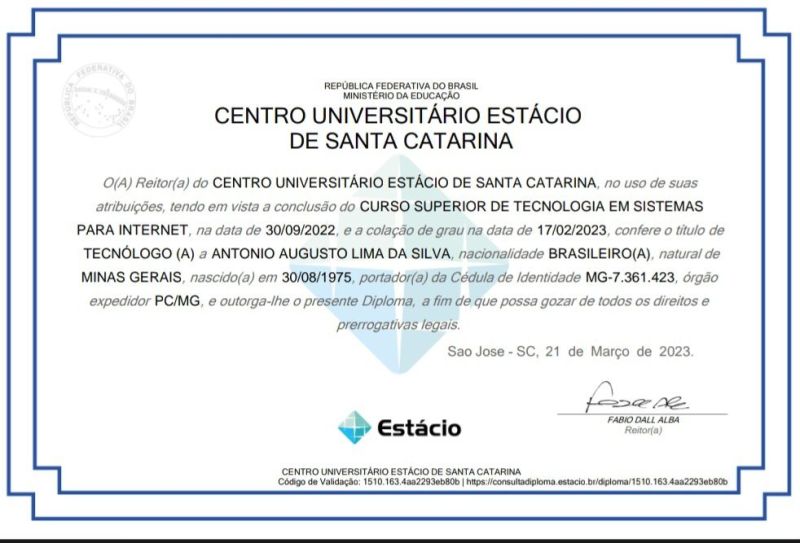 REPÚBLICA FEDERATIVA DO BRASIL
REPÚBLICA FEDERATIVA DO BRASIL
MINISTÉRIO DA EDUCAÇÃO
CENTRO UNIVERSITÁRIO ESTÁCIO
DE SANTA CATARINA
O(A) Reitor(a) do CENTRO UNIVERSITÁRIO ESTÁCIO DE SANTA CATARINA, no uso de suas
atribuições, tendo em vista a conclusão do CURSO SUPERIOR DE TECNOLOGIA EM SISTEMAS
PARA INTERNET, na data de 30/09/2022, e a colação de grau na data de 17/02/2023, confere o título de
TECNÓLOGO (A) a ANTONIO AUGUSTO LIMA DA SILVA, nacionalidade BRASILEIRO(A), natural de
MINAS GERAIS, nascido(a) em 30/08/1975, portador(a) da Cédula de Identidade MG-7.361.423, órgão
expedidor PC/MG, e outorga-lhe o presente Diploma, a fim de que possa gozar de todos os direitos e
prerrogativas legais.
Sao Jose - SC, 21 de Março de 2023.
FABIO DALL ALBA
Reitor(a)
Estácio
CENTRO UNIVERSITÁRIO ESTÁCIO DE SANTA CATARINA
Código de Validação: 1510.163.4aa2293eb80b | https://consultadiploma.estacio.br/diploma/1510.163.4aa2293eb80b